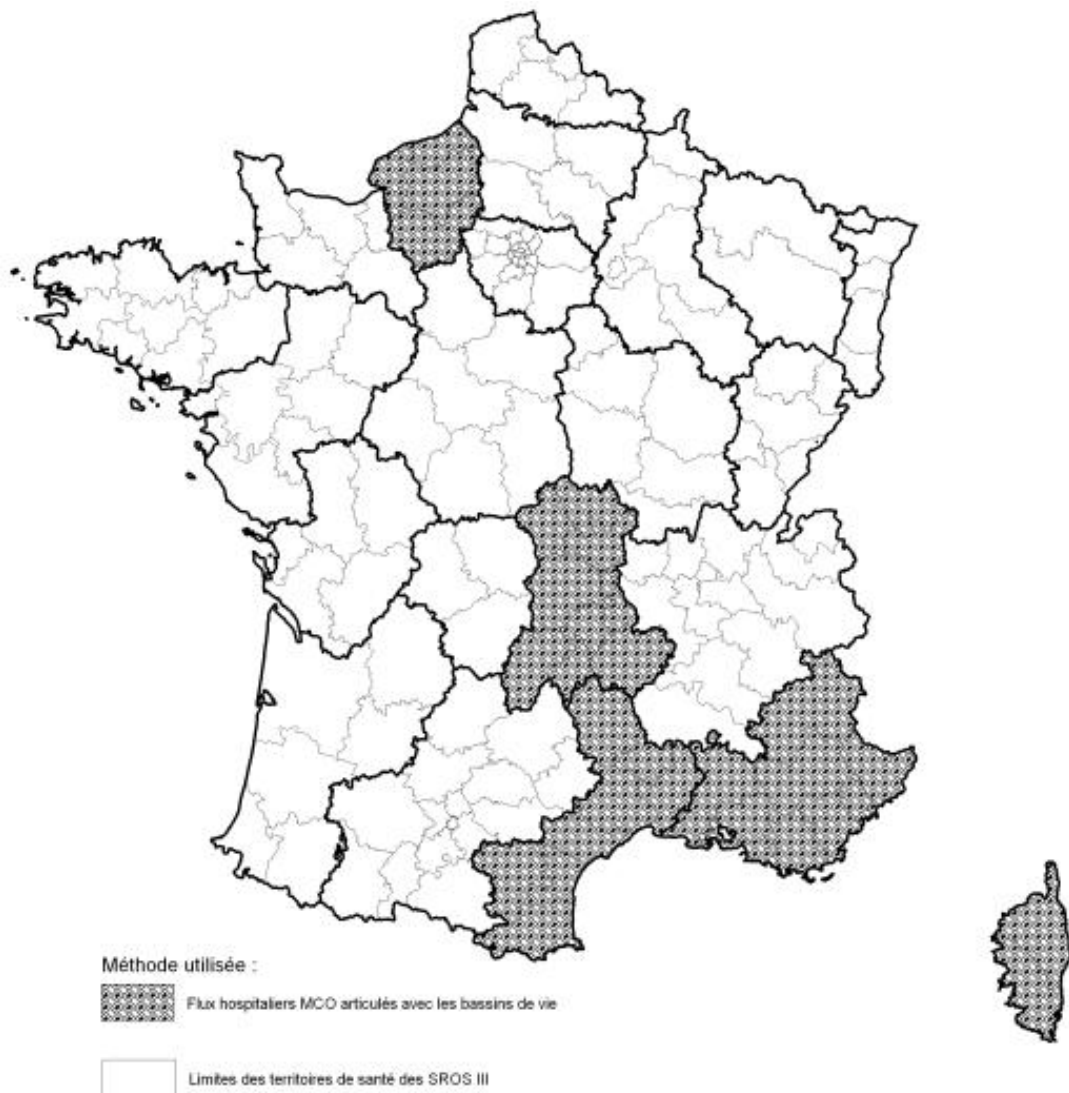 Méthode utilisée :
Flux hospitaliers MCO articulés avec les bassins de vie
Limites des territoires de santé des SROS III